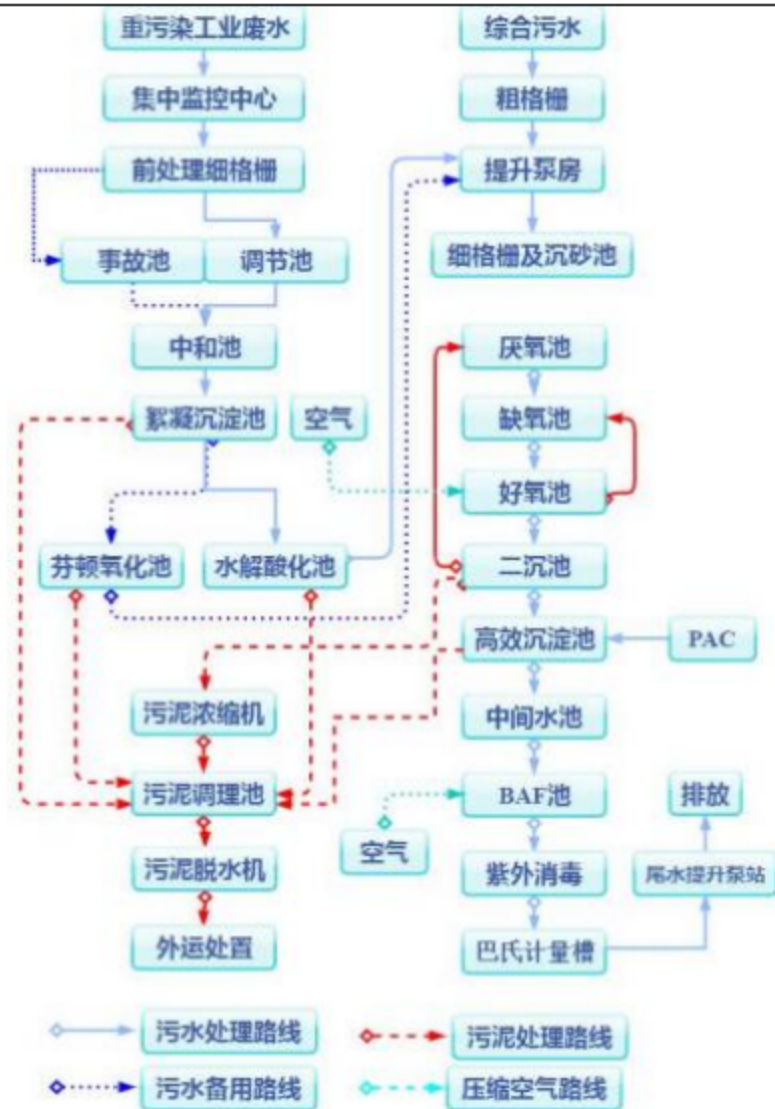 重污染工业废水
综合污水
集中监控中心
粗格栅
前处理细格栅
提升泵房
事故池
调节池
细格栅及沉砂池
中和池
厌氧池
絮凝沉淀池
空气
缺氧池
好氧池
芬顿氧化池
水解酸化池
二沉池
高效沉淀池
PAC
污泥浓缩机
中间水池
污泥调理池
BAF池
排放
空气
污泥脱水机
紫外消毒
尾水提升泵站
外运处置
巴氏计量槽
污水处理路线
污泥处理路线
污水备用路线
压缩空气路线